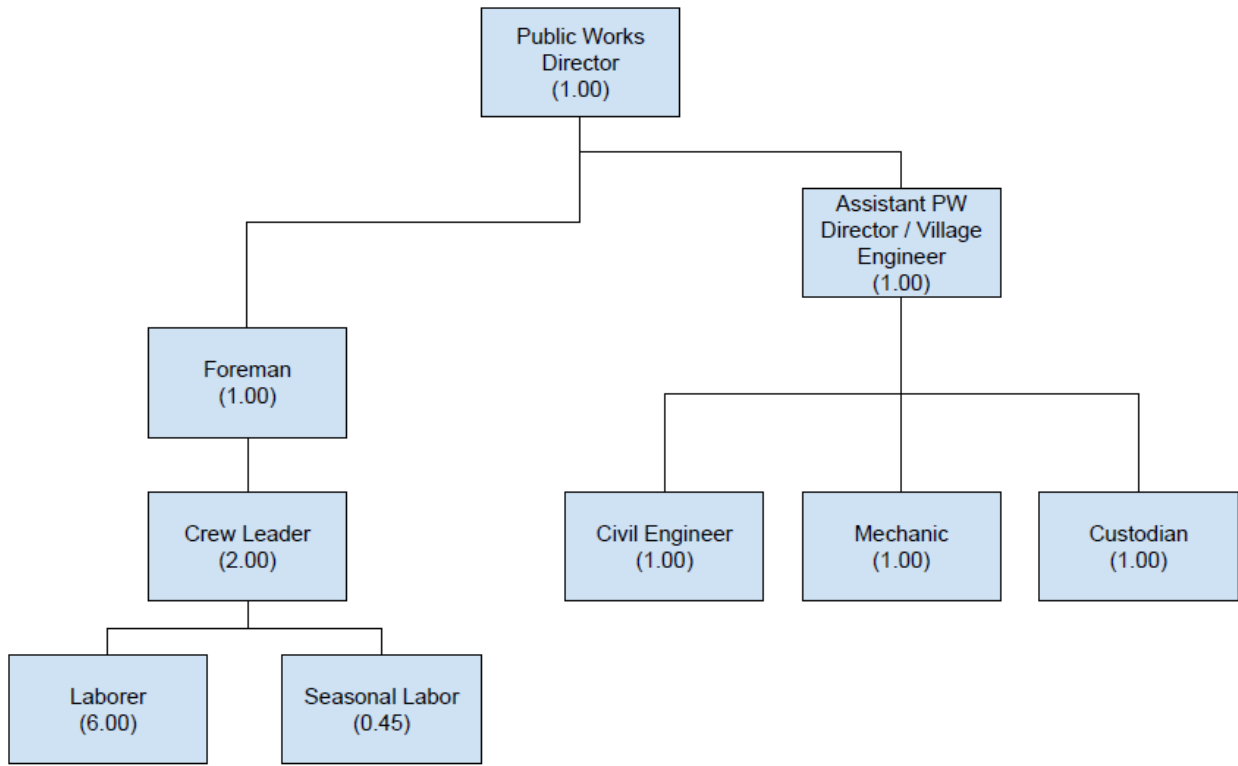 Public Works
Director
(1.00)
Assistant PW
Director / Village
Engineer
(1.00)
Foreman
(1.00)
Crew Leader
(2.00)
Civil Engineer
(1.00)
Mechanic
(1.00)
Custodian
(1.00)
Laborer
(6.00)
Seasonal Labor
(0.45)